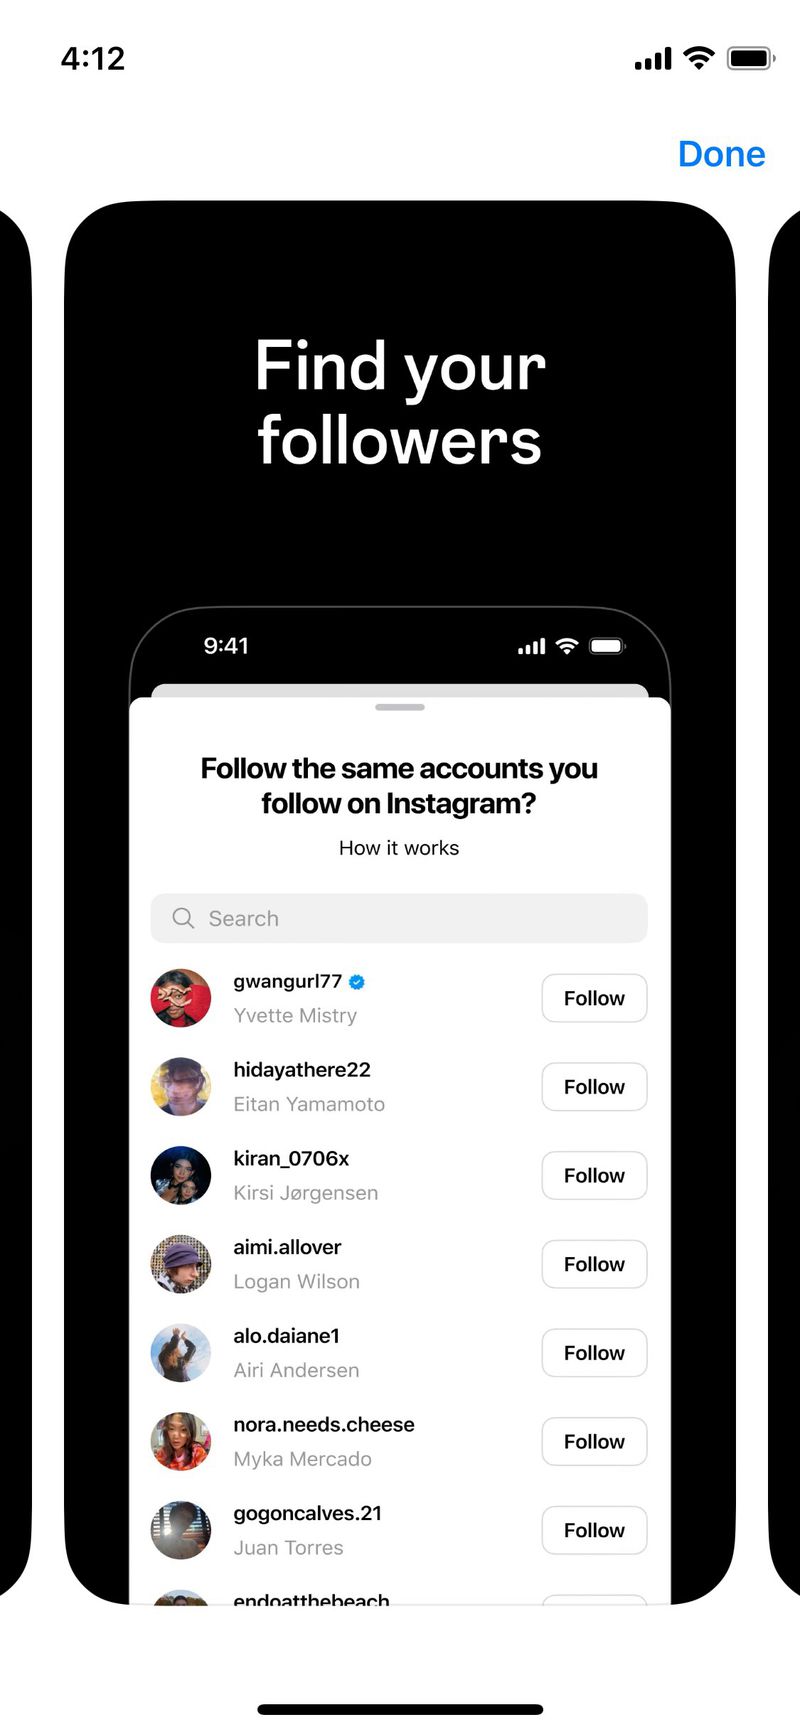 4:12
Done
Find your
followers
9:41
Follow the same accounts you
follow on Instagram?
How it works
Search
gwangurl77
Yvette Mistry
Follow
hidayathere22
Eitan Yamamoto
Follow
kiran_0706x
Kirsi Jørgensen
Follow
aimi.allover
Logan Wilson
Follow
alo.daiane1
Airi Andersen
Follow
nora.needs.cheese
Myka Mercado
Follow
gogoncalves.21
Juan Torres
Follow
endoatthebeach